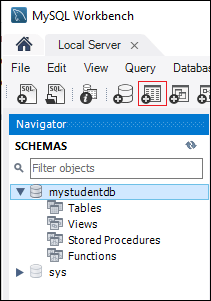 MySQL Workbench
Local Server
File Edit View Query Databas
SQL SQL
Navigator
SCHEMAS
Filter objects
mystudentdb
Tables
Views
Stored Procedures
Functions
sys